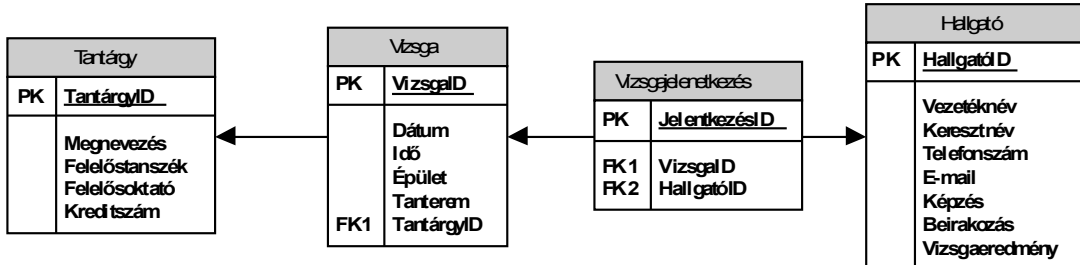 Tantárgy
PK TantárgyID
Megnevezés
Felelőstanszék
Felelősoktató
Kreditszám
Vizsga
PK VizsgaID
Dátum
Idő
Épület
Tanterem
FK1 TantárgyID
Vizsgajelenetkezés
PK JelentkezésID
FK1 VizsgaID
FK2 HallgatóID
Hallgató
PK HallgatóID
Vezetéknév
Keresztnév
Telefonszám
E-mail
Képzés
Beirakozás
Vizsgaeredmény